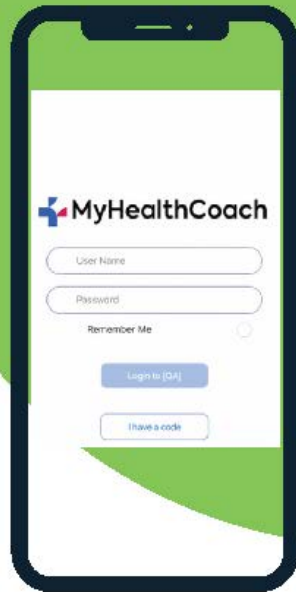 MyHealthCoach
User Name
Password
Remember Me
Login to [QA]
I have a code